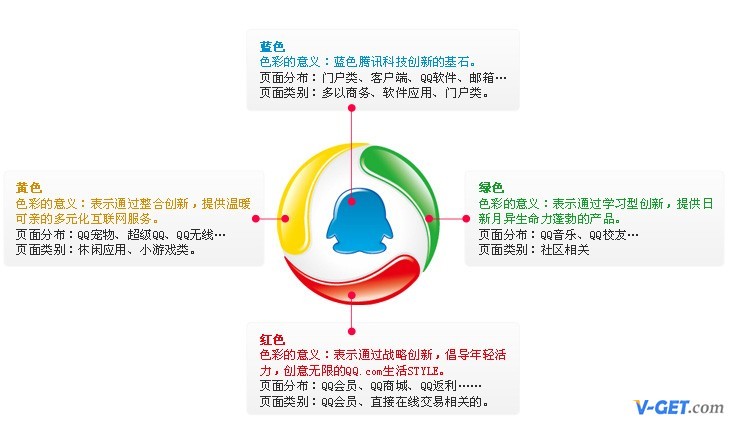 蓝色
色彩的意义：蓝色腾讯科技创新的基石。
页面分布：门户类、客户端、QQ软件、邮箱…
页面类别：多以商务、软件应用、门户类。
黄色
色彩的意义：表示通过整合创新，提供温暖
可亲的多元化互联网服务。
页面分布：QQ宠物、超级QQ、QQ无线…
页面类别：休闲应用、小游戏类。
绿色
色彩的意义：表示通过学习型创新，提供日
新月异生命力蓬勃的产品。
页面分布：QQ音乐、QQ校友…
页面类别：社区相关
红色
色彩的意义：表示通过战略创新，倡导年轻活
力，创意无限的QQ.com生活STYLE。
页面分布：QQ会员、QQ商城、QQ返利……
页面类别：QQ会员、直接在线交易相关的。
V-GET.com